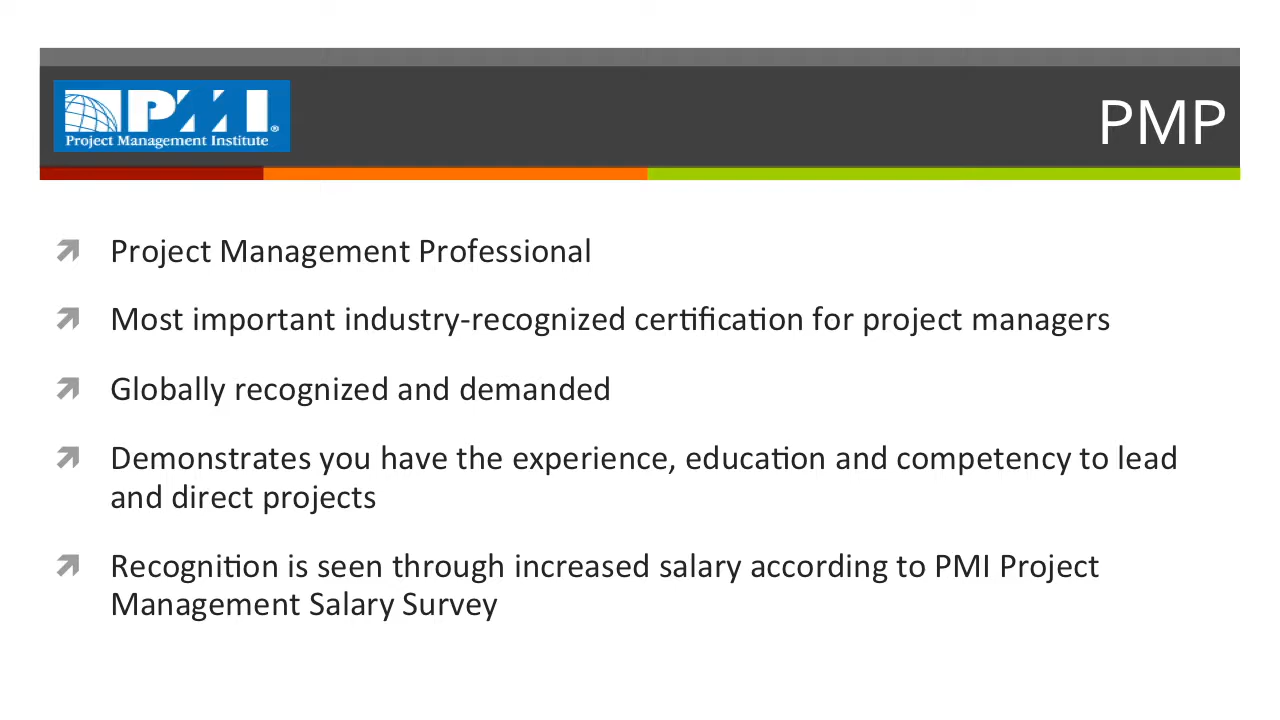 PMI®
Project Management Institute
PMP
Project Management Professional
Most important industry-recognized certification for project managers
Globally recognized and demanded
Demonstrates you have the experience, education and competency to lead
and direct projects
Recognition is seen through increased salary according to PMI Project
Management Salary Survey